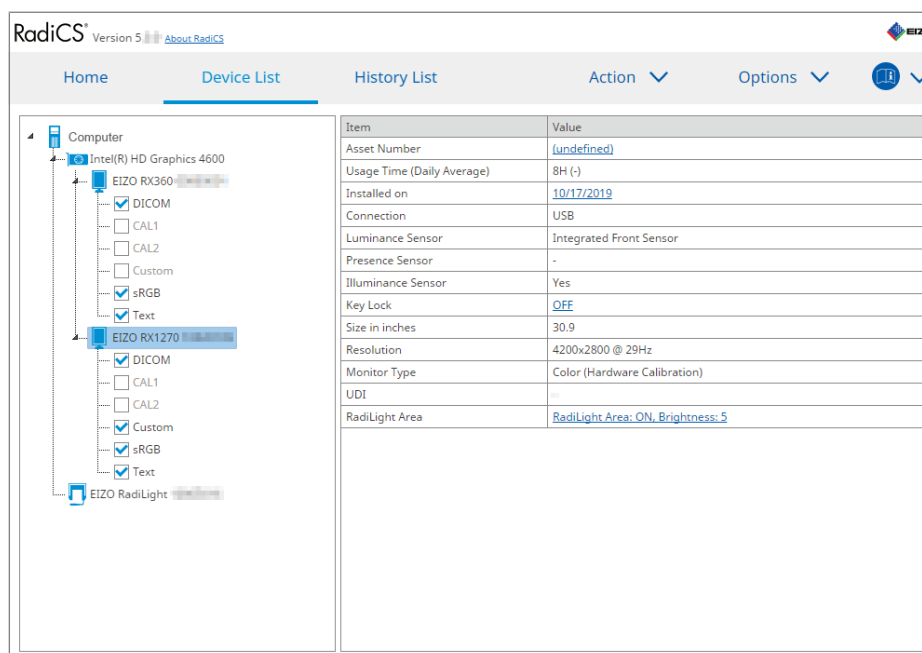 RadiCS® Version 5. About RadiCS
EIZ
Home Device List History List Action Options
Computer
Intel(R) HD Graphics 4600
EIZO RX360
DICOM
CAL1
CAL2
Custom
sRGB
Text
EIZO RX1270
DICOM
CAL1
CAL2
Custom
sRGB
Text
EIZO RadiLight
Item Value
Asset Number (undefined)
Usage Time (Daily Average) 8H (-)
Installed on 10/17/2019
Connection USB
Luminance Sensor Integrated Front Sensor
Presence Sensor -
Illuminance Sensor Yes
Key Lock OFF
Size in inches 30.9
Resolution 4200x2800 @ 29Hz
Monitor Type Color (Hardware Calibration)
UDI
RadiLight Area RadiLight Area: ON, Brightness: 5